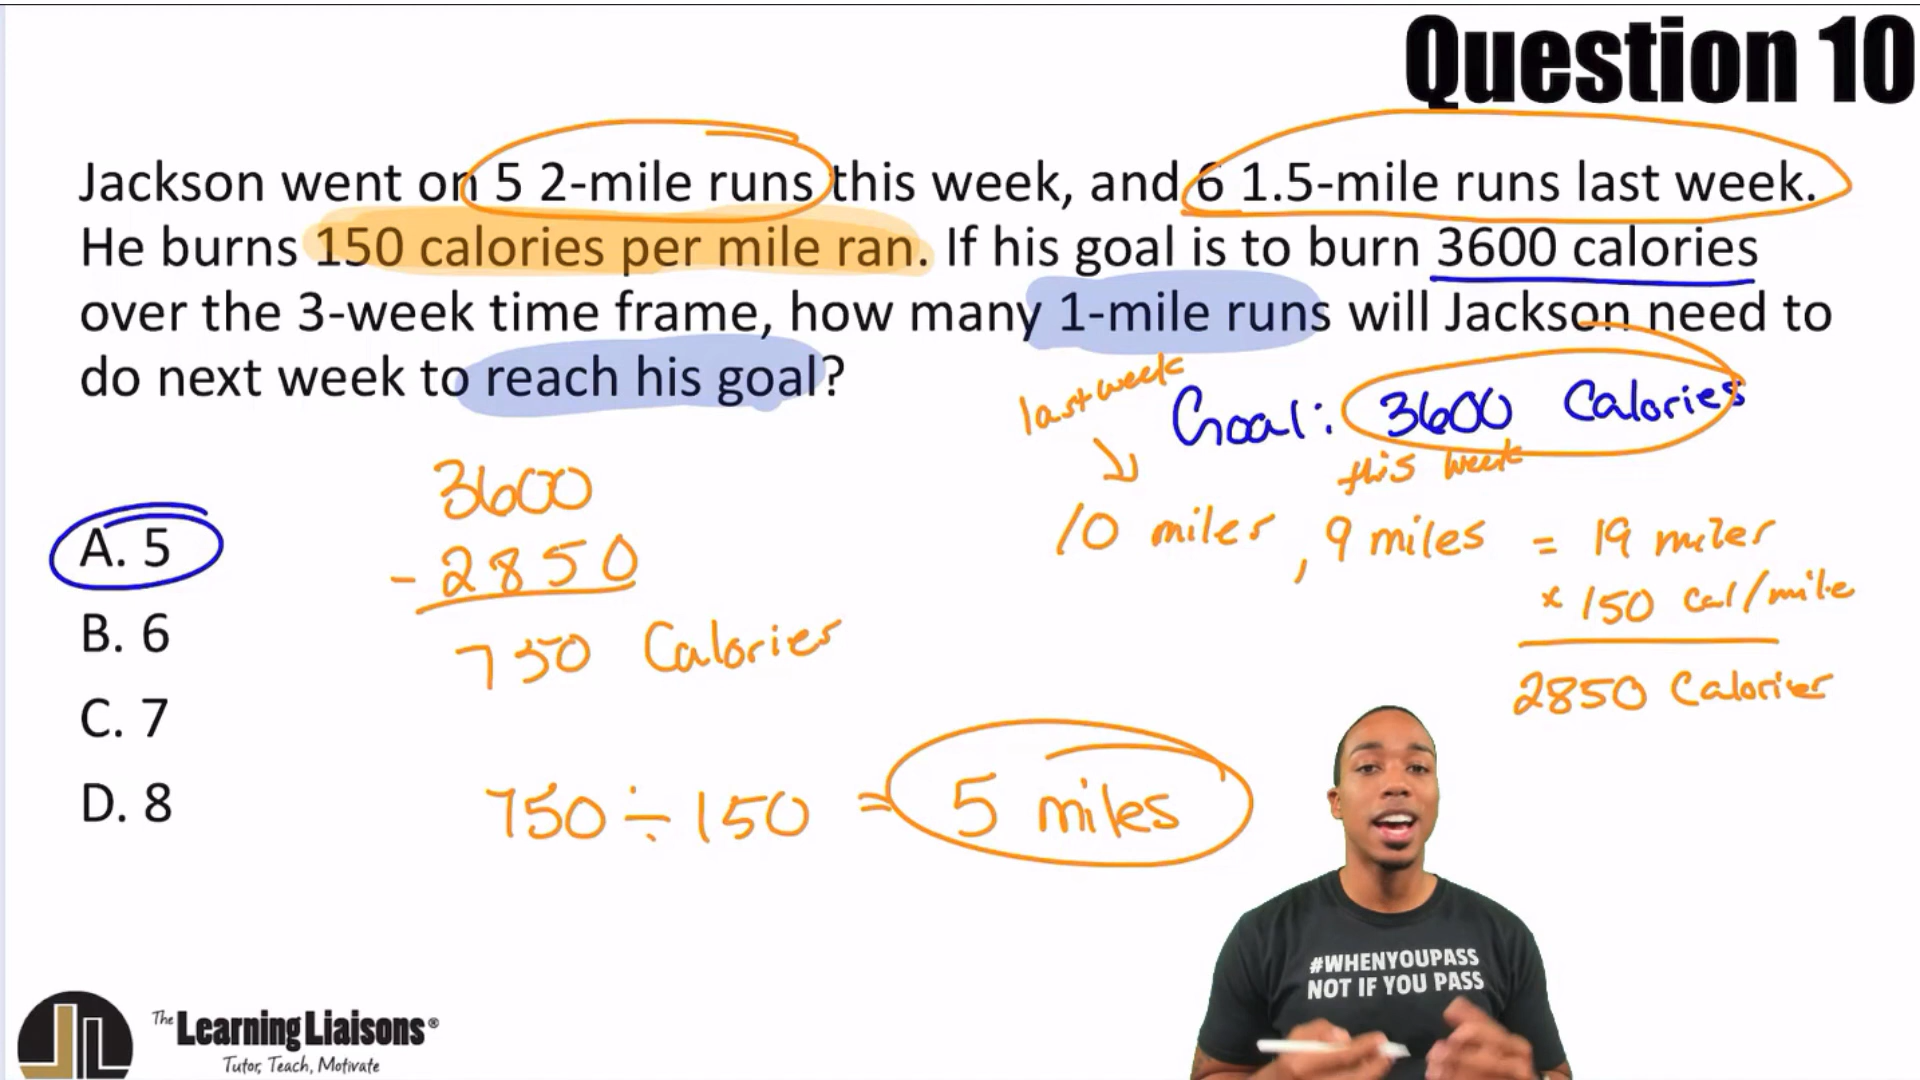 Question 10
Jackson went on 5 2-mile runs this week, and 6 1.5-mile runs last week.
He burns 150 calories per mile ran. If his goal is to burn 3600 calories
over the 3-week time frame, how many 1-mile runs will Jackson need to
do next week to reach his goal?
last week
Goal: 3600 Calories
this week
10 miles, 9 miles = 19 miles
× 150 cal/mile
2850 Calories
3600
- 2850
750 Calories
750 ÷ 150 = 5 miles
A. 5
B. 6
C. 7
D. 8
#WHENYOUPASS
NOT IF YOU PASS
The Learning Liaisons®
Tutor, Teach, Motivate